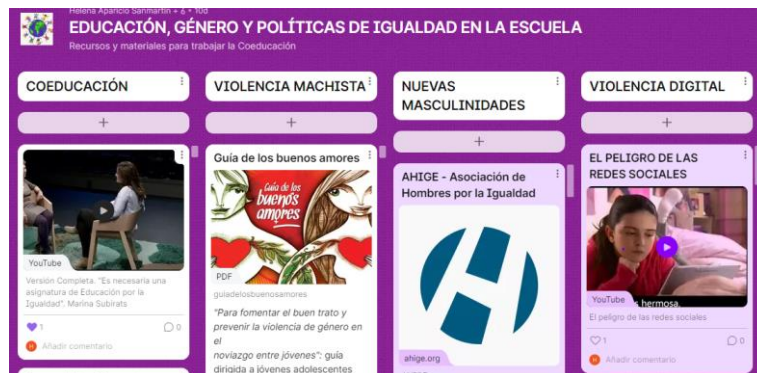 Helena Aparicio Sanmartín + 6 • 10d
EDUCACIÓN, GÉNERO Y POLÍTICAS DE IGUALDAD EN LA ESCUELA
Recursos y materiales para trabajar la Coeducación
COEDUCACIÓN
+
YouTube
Versión Completa. "Es necesaria una
asignatura de Educación por la
Igualdad". Marina Subirats
1
0
H
Añadir comentario
VIOLENCIA MACHISTA
+
Guía de los buenos amores
Guía de los
buenos
amores
PDF
guiadelosbuenosamores
"Para fomentar el buen trato y
prevenir la violencia de género en
el
noviazgo entre jóvenes": guía
dirigida a jóvenes adolescentes
NUEVAS
MASCULINIDADES
+
AHIGE - Asociación de
Hombres por la Igualdad
ahige.org
VIOLENCIA DIGITAL
+
EL PELIGRO DE LAS
REDES SOCIALES
hermosa.
YouTube
El peligro de las redes sociales
1
0
H
Añadir comentario